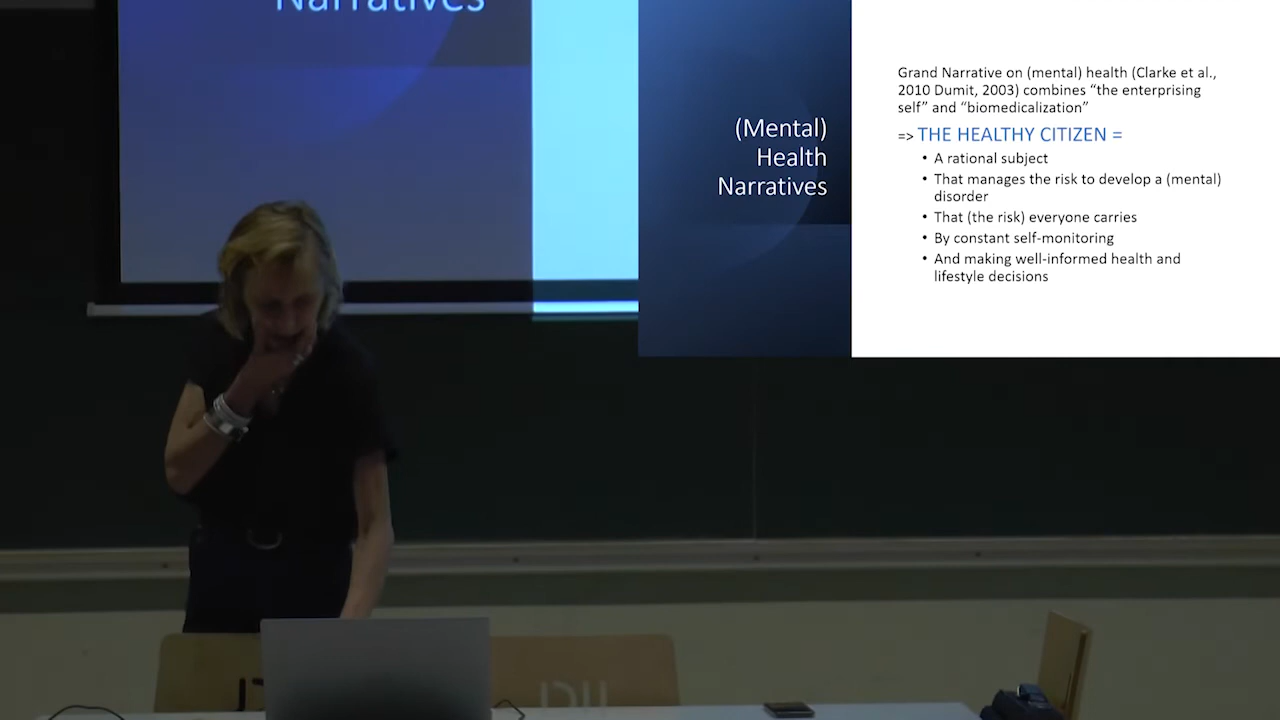 Narratives
(Mental)
Health
Narratives
Grand Narrative on (mental) health (Clarke et al.,
2010 Dumit, 2003) combines “the enterprising
self” and “biomedicalization”
=> THE HEALTHY CITIZEN =
• A rational subject
• That manages the risk to develop a (mental)
disorder
• That (the risk) everyone carries
• By constant self-monitoring
• And making well-informed health and
lifestyle decisions